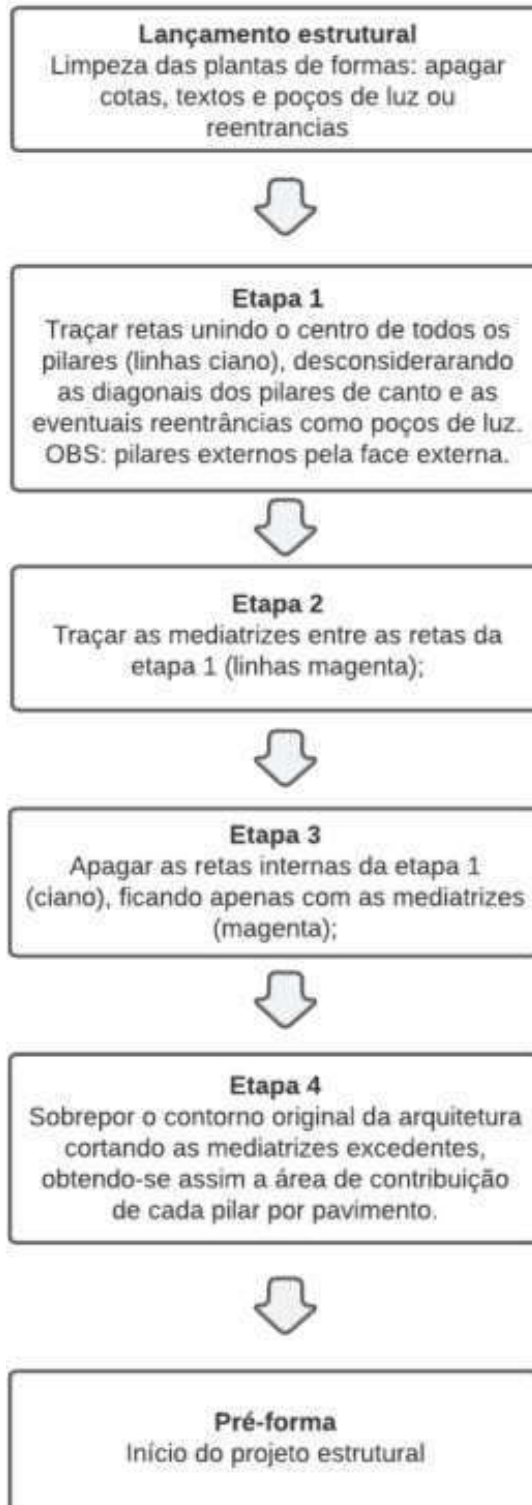 Lançamento estrutural
Limpeza das plantas de formas: apagar
cotas, textos e poços de luz ou
reentrancias
Etapa 1
Traçar retas unindo o centro de todos os
pilares (linhas ciano), desconsiderarando
as diagonais dos pilares de canto e as
eventuais reentrâncias como poços de luz.
OBS: pilares externos pela face externa.
Etapa 2
Traçar as mediatrizes entre as retas da
etapa 1 (linhas magenta);
Etapa 3
Apagar as retas internas da etapa 1
(ciano), ficando apenas com as mediatrizes
(magenta);
Etapa 4
Sobrepor o contorno original da arquitetura
cortando as mediatrizes excedentes,
obtendo-se assim a área de contribuição
de cada pilar por pavimento.
Pré-forma
Início do projeto estrutural